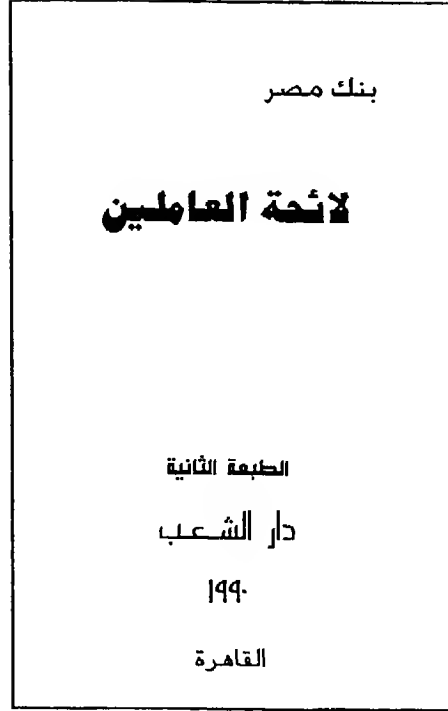 بنك مصر
لائحة العاملين
الطبعة الثانية
دار الشعب
١٩٩٠
القاهرة